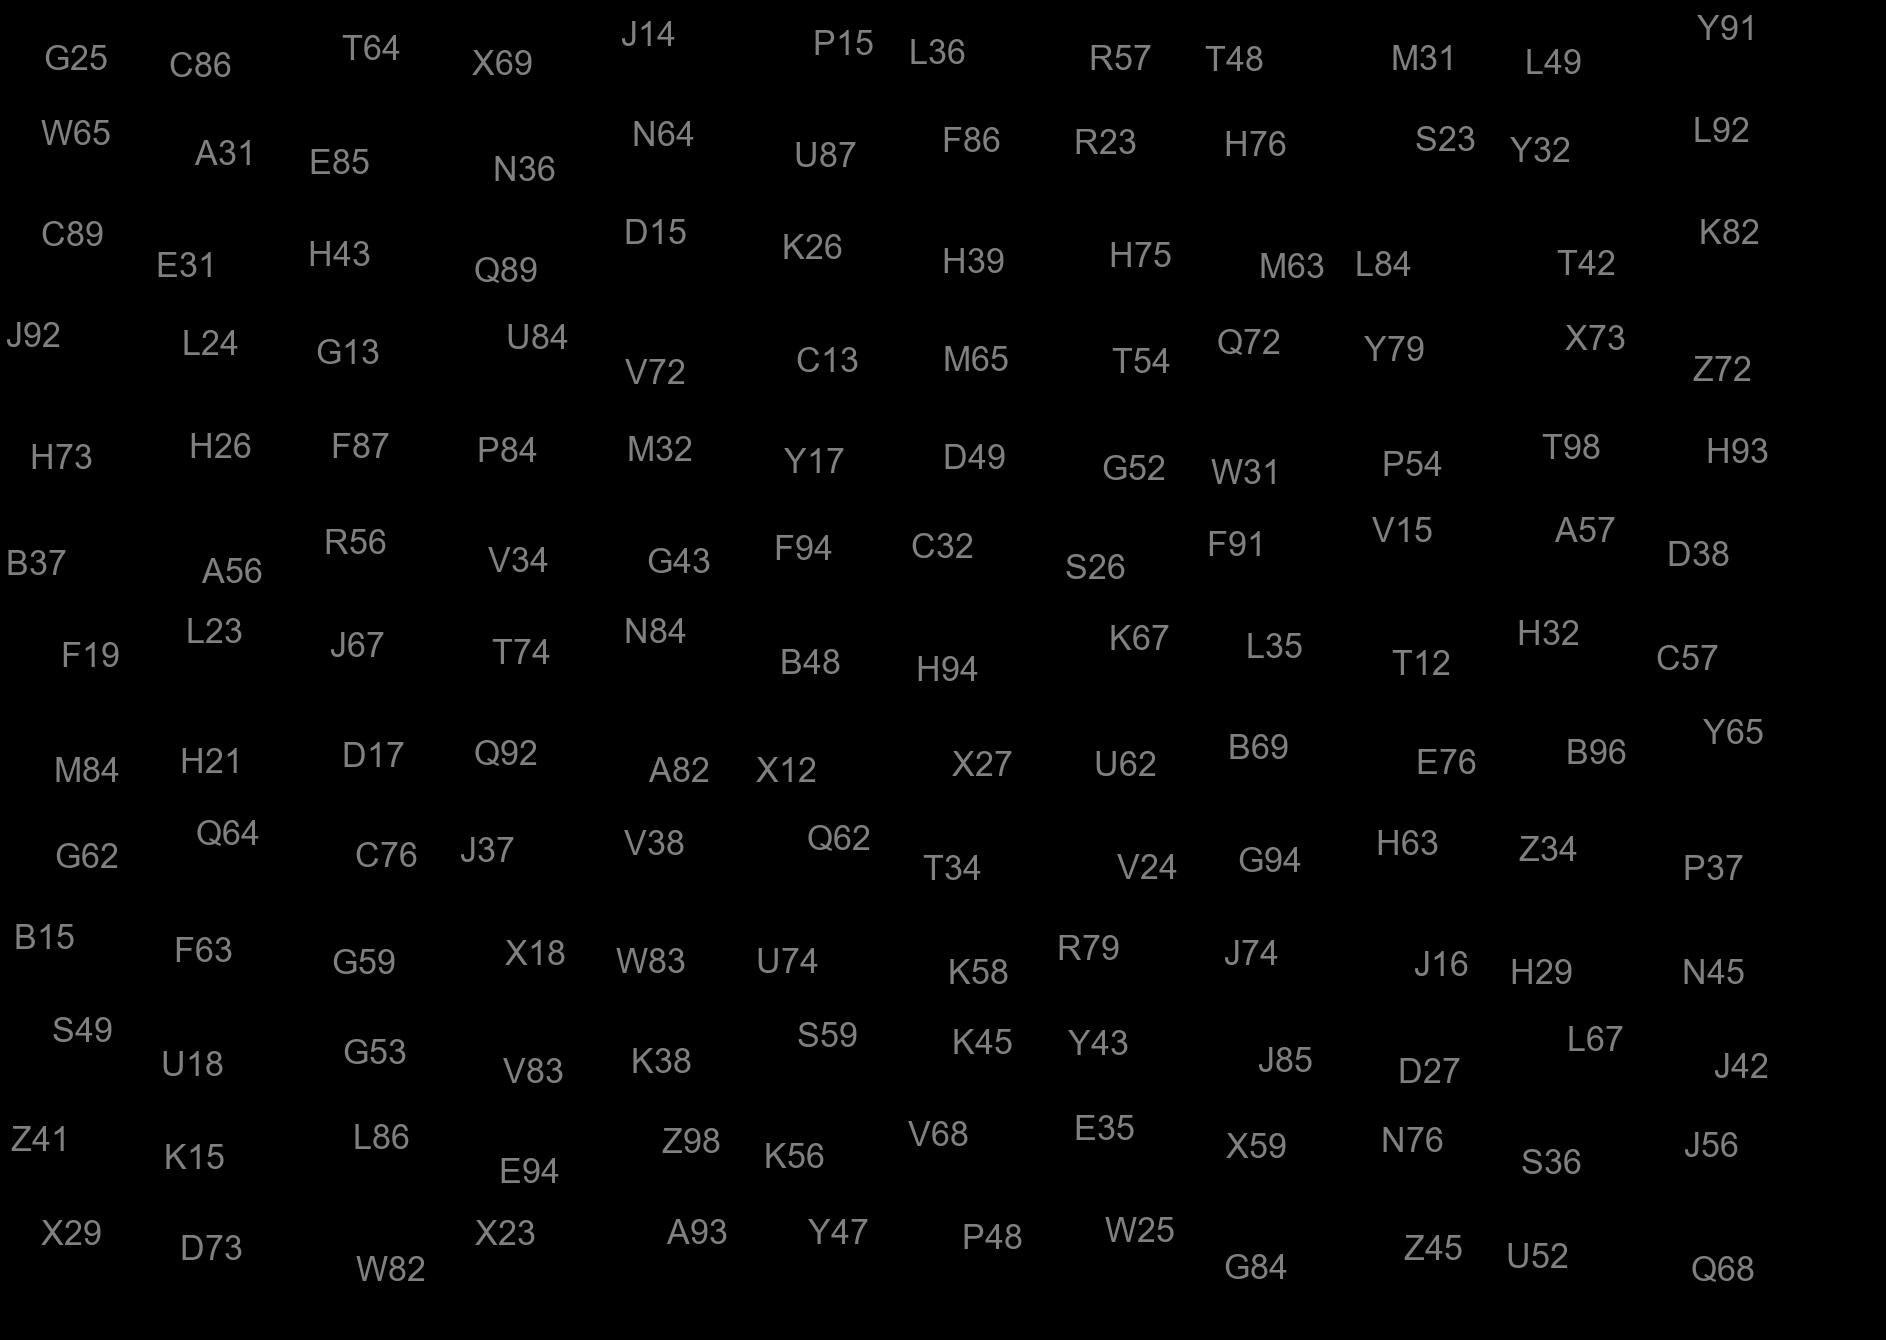 G25 C86 T64 X69 J14 P15 L36 R57 T48 M31 L49 Y91
W65 A31 E85 N36 N64 U87 F86 R23 H76 S23 Y32 L92
C89 E31 H43 Q89 D15 K26 H39 H75 M63 L84 T42 K82
J92 L24 G13 U84 V72 C13 M65 T54 Q72 Y79 X73 Z72
H73 H26 F87 P84 M32 Y17 D49 G52 W31 P54 T98 H93
B37 A56 R56 V34 G43 F94 C32 S26 F91 V15 A57 D38
F19 L23 J67 T74 N84 B48 H94 K67 L35 T12 H32 C57
M84 H21 D17 Q92 A82 X12 X27 U62 B69 E76 B96 Y65
G62 Q64 C76 J37 V38 Q62 T34 V24 G94 H63 Z34 P37
B15 F63 G59 X18 W83 U74 K58 R79 J74 J16 H29 N45
S49 U18 G53 V83 K38 S59 K45 Y43 J85 D27 L67 J42
Z41 K15 L86 E94 Z98 K56 V68 E35 X59 N76 S36 J56
X29 D73 W82 X23 A93 Y47 P48 W25 G84 Z45 U52 Q68